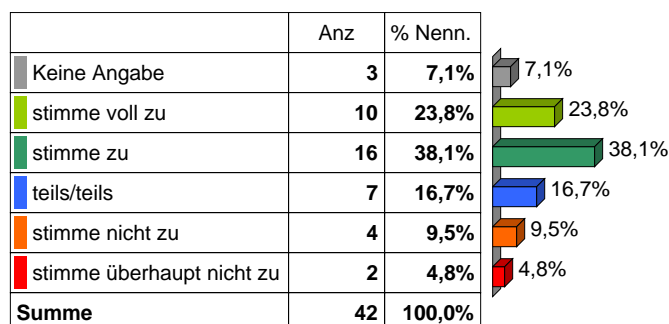 Anz % Nenn.
Keine Angabe 3 7,1% 7,1%
stimme voll zu 10 23,8% 23,8%
stimme zu 16 38,1% 38,1%
teils/teils 7 16,7% 16,7%
stimme nicht zu 4 9,5% 9,5%
stimme überhaupt nicht zu 2 4,8% 4,8%
Summe 42 100,0%